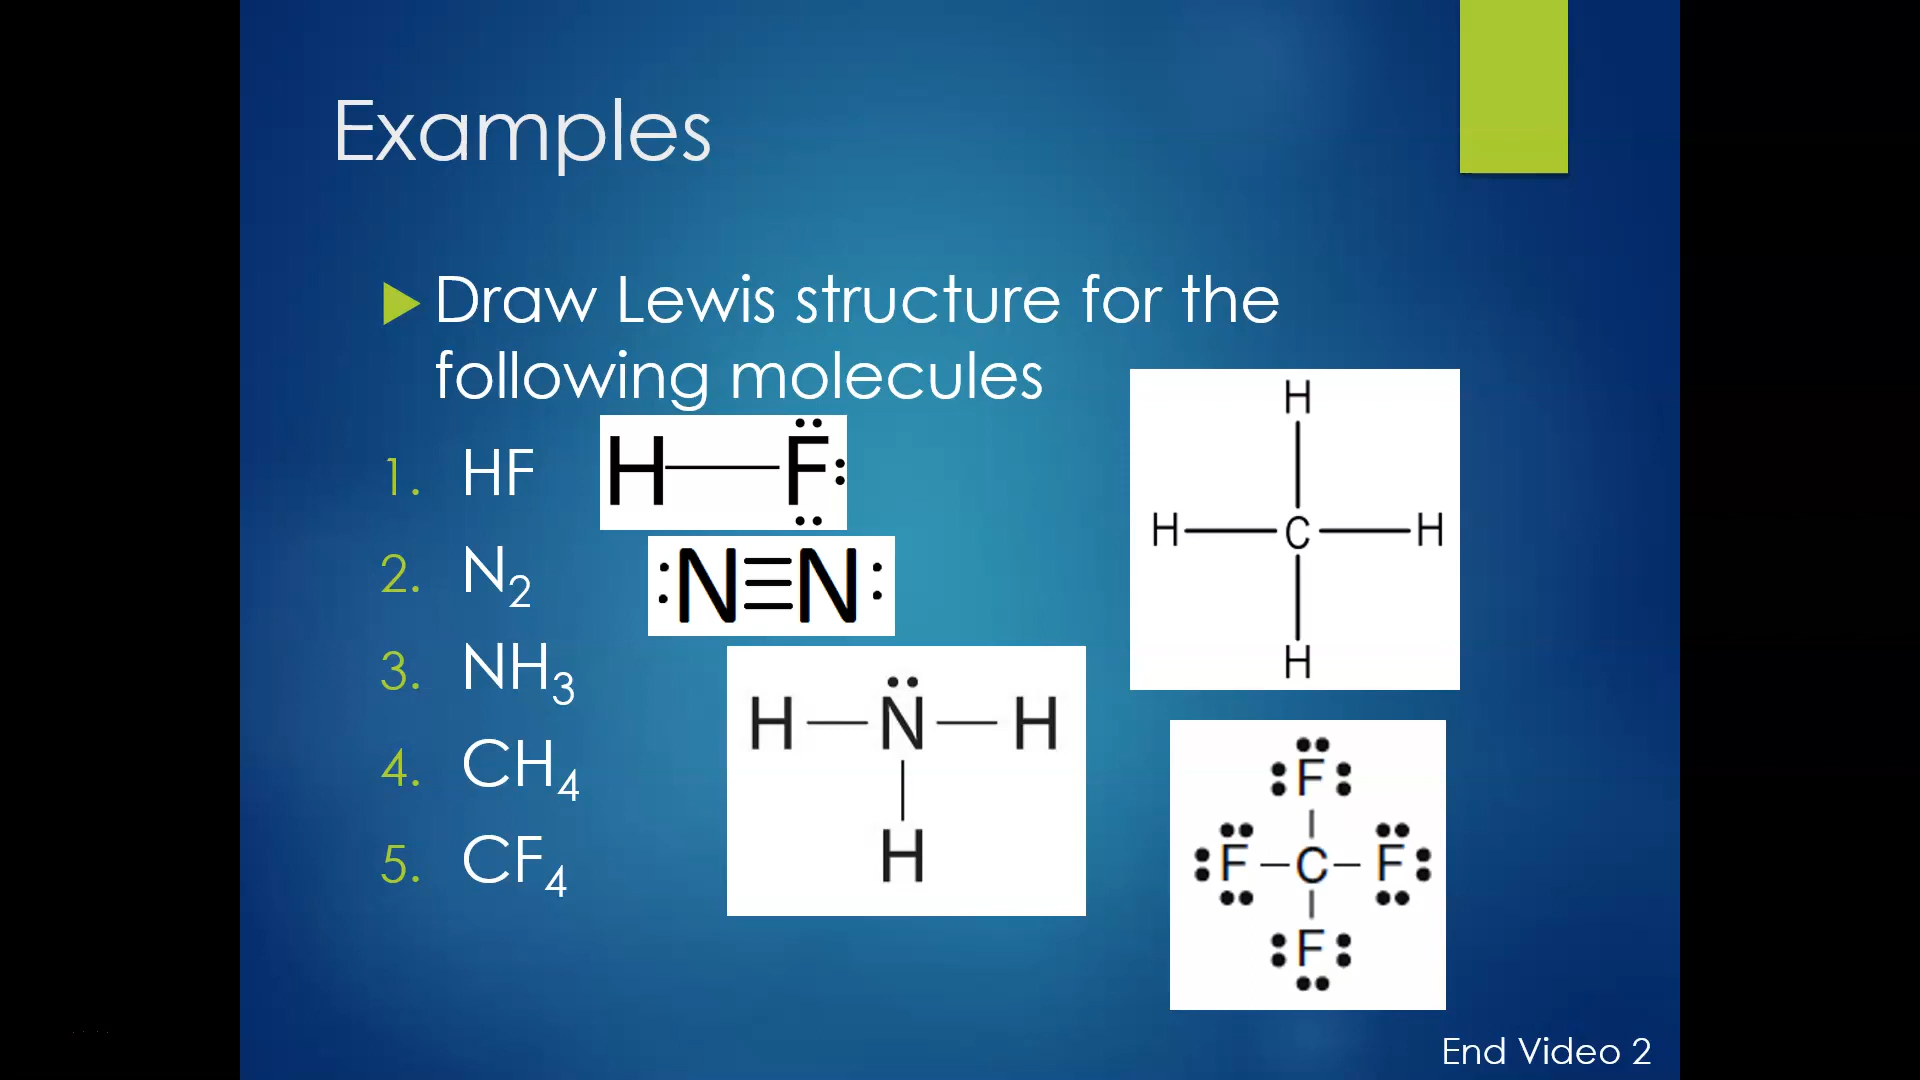 Examples
Draw Lewis structure for the
following molecules
1. HF
2. N₂
3. NH₃
4. CH₄
5. CF₄
H—F
N≡N
H—N—H
H
H
H—C—H
H
F
F—C—F
F
End Video 2